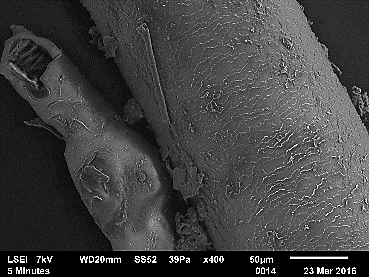 LSEI 7kV WD20mm SS52 39Pa x400 50µm
5 Minutes 0014 23 Mar 2016